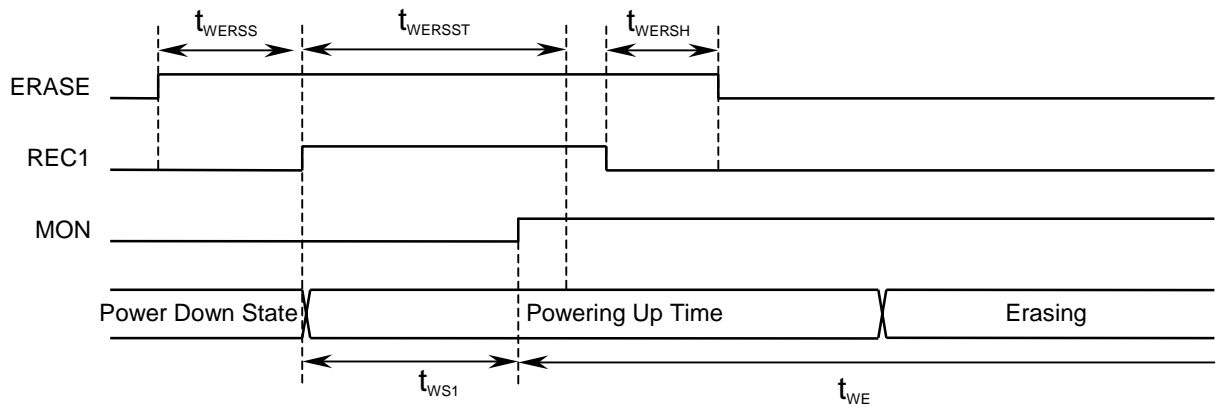 tWERSS tWERSST tWERSH
ERASE
REC1
MON
Power Down State Powering Up Time Erasing
tWS1 tWE